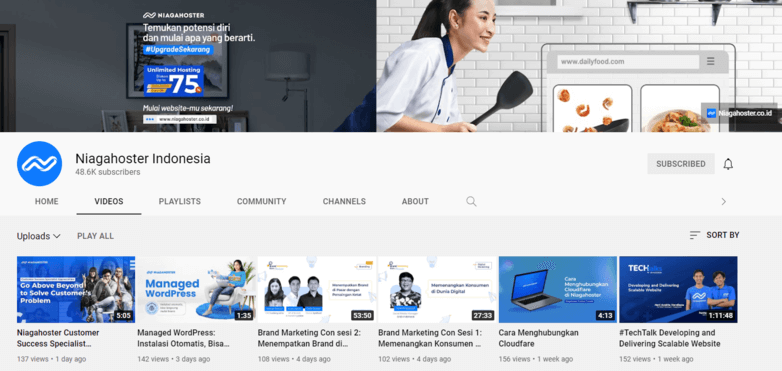 NIAGAHOSTER
Temukan potensi diri
dan mulai apa yang berarti.
#UpgradeSekarang
Unlimited Hosting
75%
Mulai website-mu sekarang!
www.niagahoster.co.id
www.dailyfood.com
Niagahoster.co.id
Niagahoster Indonesia
48.6K subscribers
SUBSCRIBED
HOME VIDEOS PLAYLISTS COMMUNITY CHANNELS ABOUT
Uploads PLAY ALL SORT BY
Go Above Beyond
to Solve Customer's
Problem
5:05
Managed
WordPress
1:35
53:50
Memenangkan Konsumen
di Dunia Digital
27:33
Cara
Menghubungkan
Cloudflare
di Niagahoster
4:13
TECH
Developing and Delivering
Scalable Website
1:11:48
Niagahoster Customer
Success Specialist...
137 views • 1 day ago
Managed WordPress:
Instalasi Otomatis, Bisa...
142 views • 3 days ago
Brand Marketing Con sesi 2:
Menempatkan Brand di...
108 views • 4 days ago
Brand Marketing Con Sesi 1:
Memenangkan Konsumen ...
102 views • 4 days ago
Cara Menghubungkan
Cloudfare
156 views • 1 week ago
#TechTalk Developing and
Delivering Scalable Website
152 views • 1 week ago